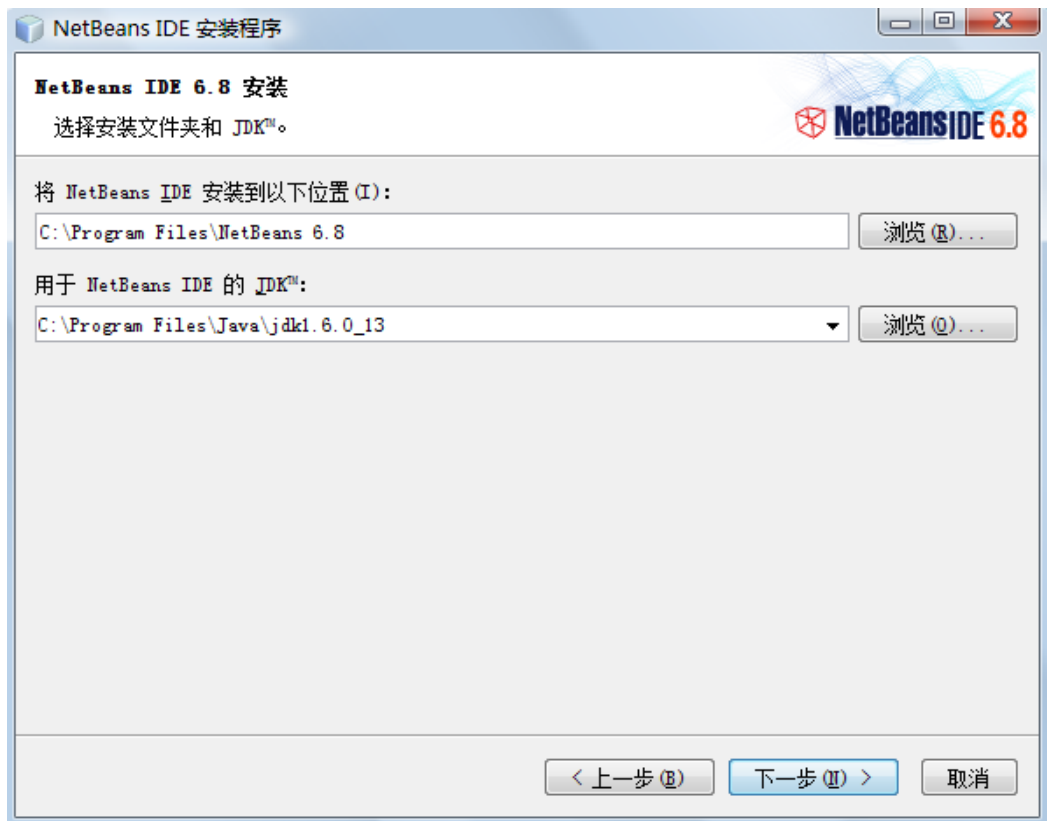 NetBeans IDE 安装程序
NetBeans IDE 6.8 安装
选择安装文件夹和 JDK™。
NetBeans IDE 6.8
将 NetBeans IDE 安装到以下位置(I):
C:\Program Files\NetBeans 6.8
浏览(R)...
用于 NetBeans IDE 的 JDK™:
C:\Program Files\Java\jdk1.6.0_13
浏览(O)...
< 上一步(B)
下一步(N) >
取消